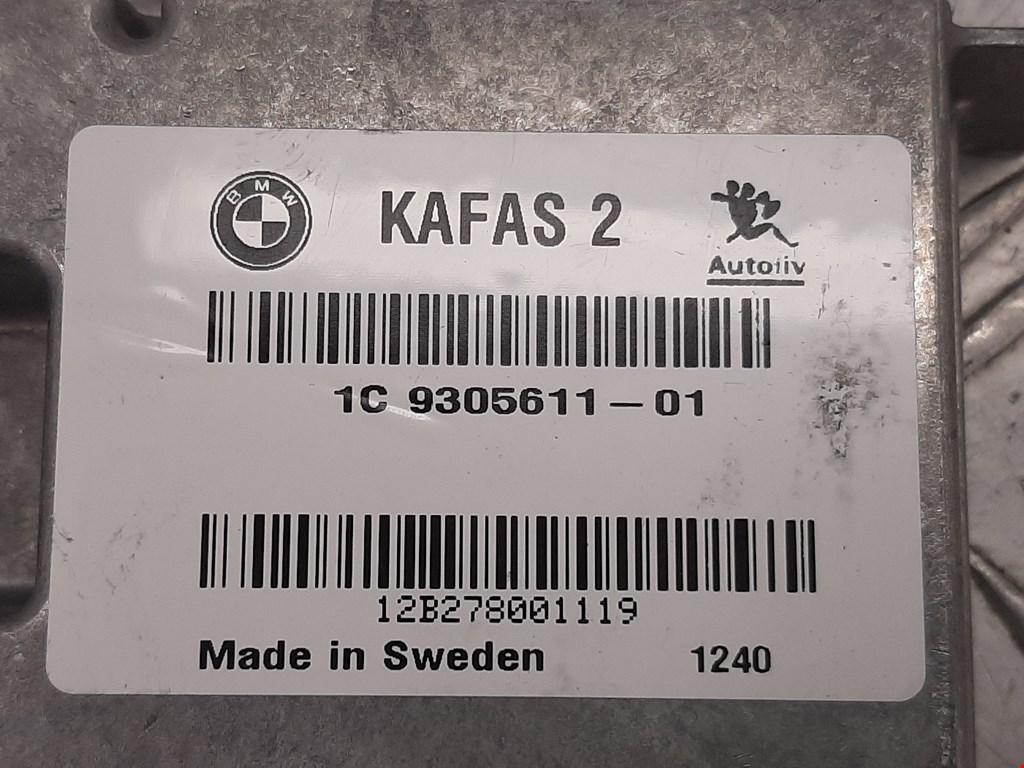 BMW
KAFAS 2
Autoliv
1C 9305611-01
12B278001119
Made in Sweden 1240